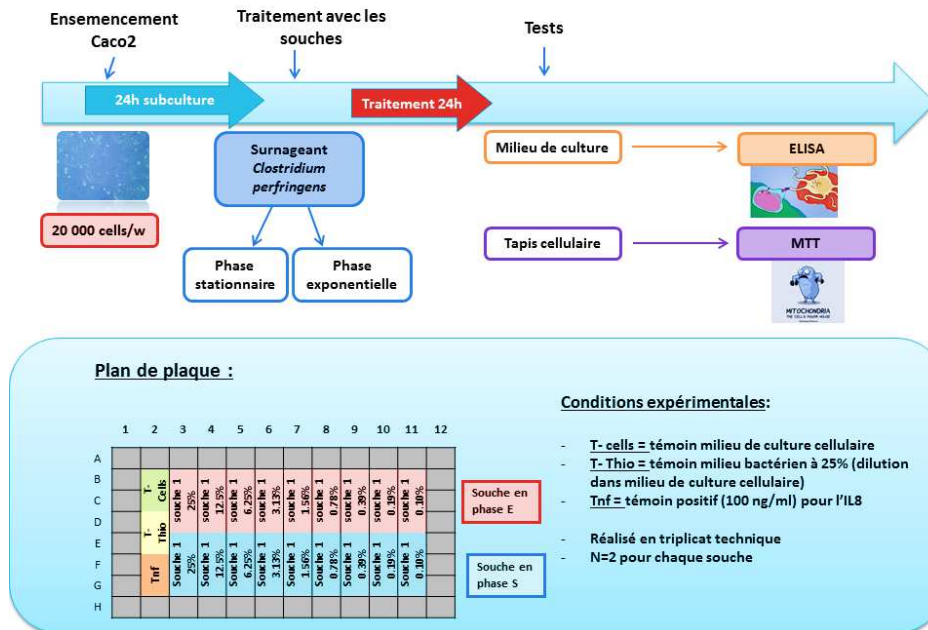 Ensemencement
Caco2
Traitement avec les
souches
Tests
24h subculture
Traitement 24h
20 000 cells/w
Surnageant
Clostridium
perfringens
Phase
stationnaire
Phase
exponentielle
Milieu de culture
ELISA
Tapis cellulaire
MTT
MITOCHONDRIA
Plan de plaque :
1 2 3 4 5 6 7 8 9 10 11 12
A
B
C
D
E
F
G
H
T-
Cells
T-
Thio
Tnf
souche 1
25%
souche 1
12.5%
souche 1
6.25%
souche 1
3.13%
souche 1
1.56%
souche 1
0.78%
souche 1
0.39%
souche 1
0.19%
souche 1
0.10%
Souche 1
25%
Souche 1
12.5%
Souche 1
6.25%
Souche 1
3.13%
Souche 1
1.56%
Souche 1
0.78%
Souche 1
0.39%
Souche 1
0.19%
Souche 1
0.10%
Souche en
phase E
Souche en
phase S
Conditions expérimentales:
- T- cells = témoin milieu de culture cellulaire
- T- Thio = témoin milieu bactérien à 25% (dilution
dans milieu de culture cellulaire)
- Tnf = témoin positif (100 ng/ml) pour l’IL8
- Réalisé en triplicat technique
- N=2 pour chaque souche